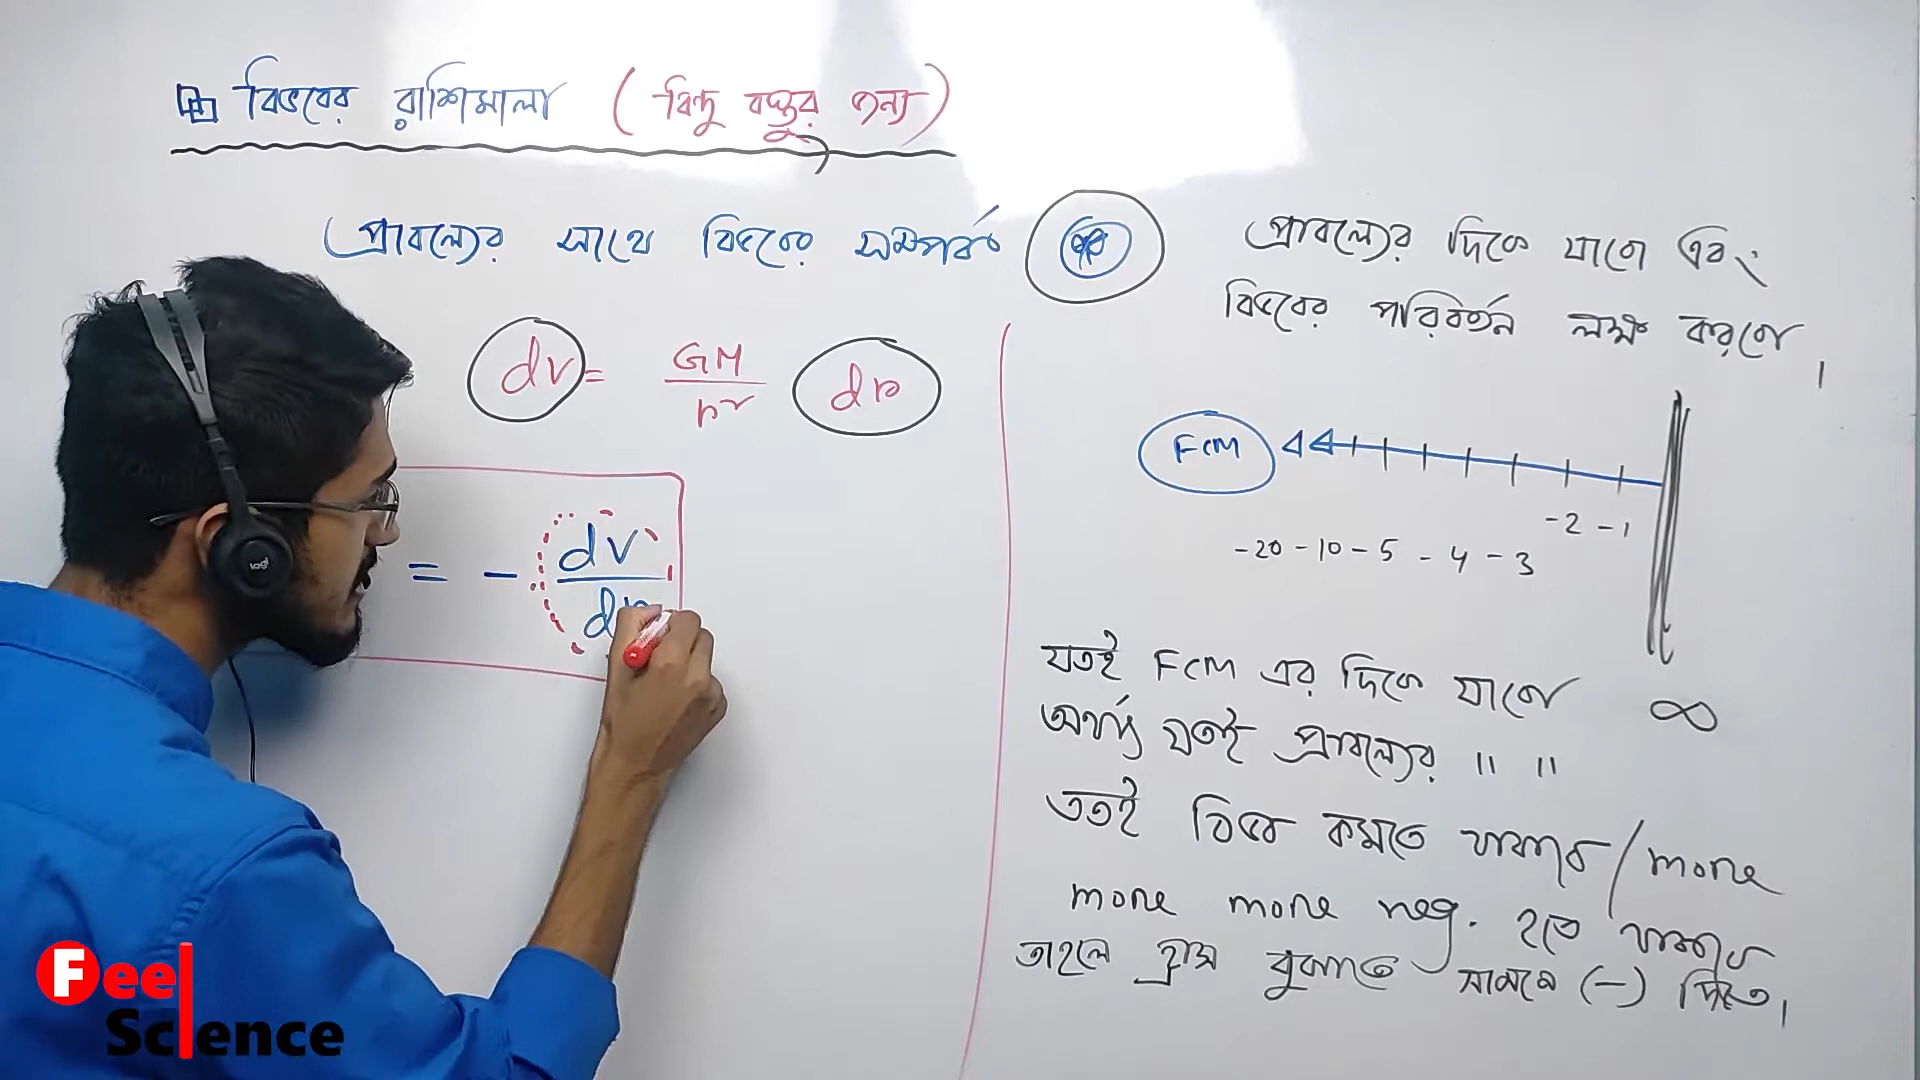 বিভবের রাশিমালা ( বিন্দু বস্তুর জন্য )
প্রাবল্যের সাথে বিভবের সম্পর্ক
dv = GM / r² dr
= - dv / dr
প্রাবল্যের দিকে যাবো এবং
বিভবের পরিবর্তন লক্ষ করবো ।
FCM
-2 -1
-20 -10 -5 -4 -3
∞
যতই FCM এর দিকে যাবো
অর্থাৎ যতই প্রাবল্যের " "
ততই বিভব কমতে থাকবে / more
more more neg. হতে থাকবে
তাহলে হ্রাস বুঝাতে সামনে (-) দিতে ।
logi
Feel
Science